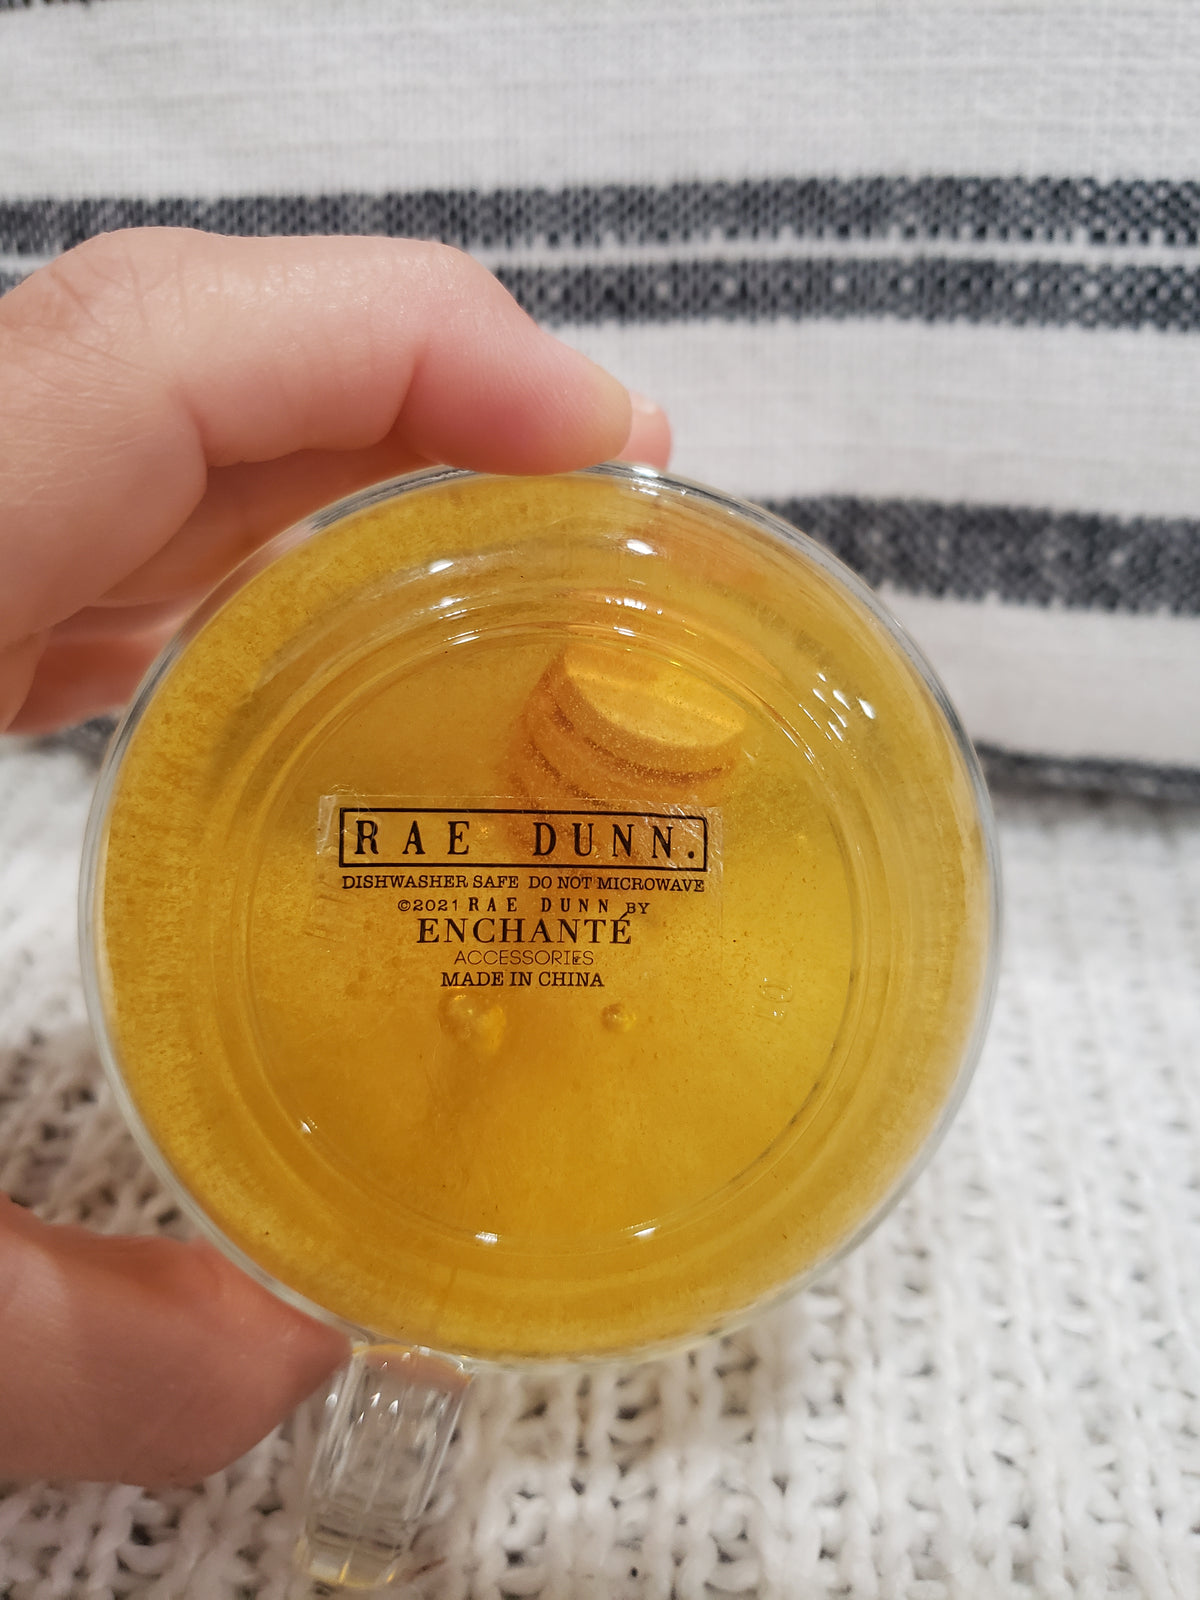 RAE DUNN.
DISHWASHER SAFE DO NOT MICROWAVE
©2021 RAE DUNN BY
ENCHANTÉ
ACCESSORIES
MADE IN CHINA